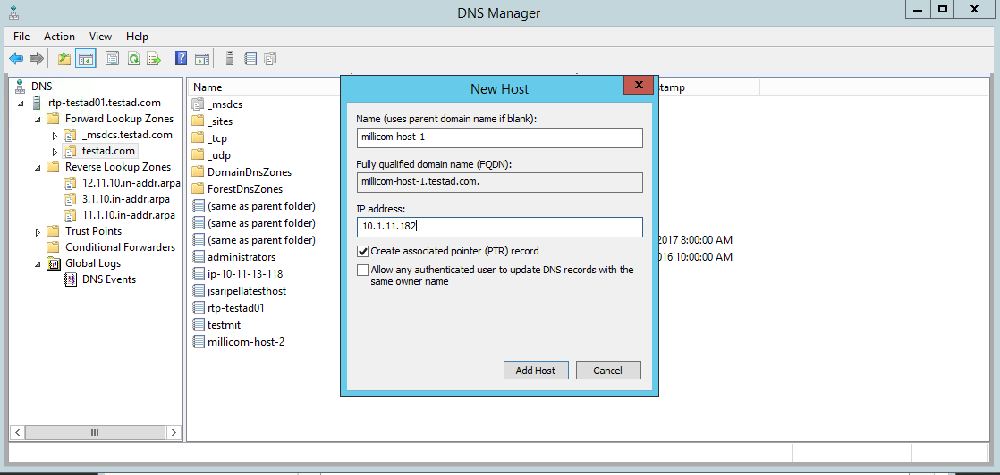 DNS Manager
File Action View Help
DNS
rtp-testad01.testad.com
Forward Lookup Zones
_msdcs.testad.com
testad.com
Reverse Lookup Zones
12.11.10.in-addr.arpa
3.1.10.in-addr.arpa
11.1.10.in-addr.arpa
Trust Points
Conditional Forwarders
Global Logs
DNS Events
Name
_msdcs
_sites
_tcp
_udp
DomainDnsZones
ForestDnsZones
(same as parent folder)
(same as parent folder)
(same as parent folder)
administrators
ip-10-11-13-118
jsaripellatesthost
rtp-testad01
testmit
millicom-host-2
stamp
2017 8:00:00 AM
016 10:00:00 AM
New Host
Name (uses parent domain name if blank):
millicom-host-1
Fully qualified domain name (FQDN):
millicom-host-1.testad.com.
IP address:
10.1.11.182
Create associated pointer (PTR) record
Allow any authenticated user to update DNS records with the
same owner name
Add Host Cancel